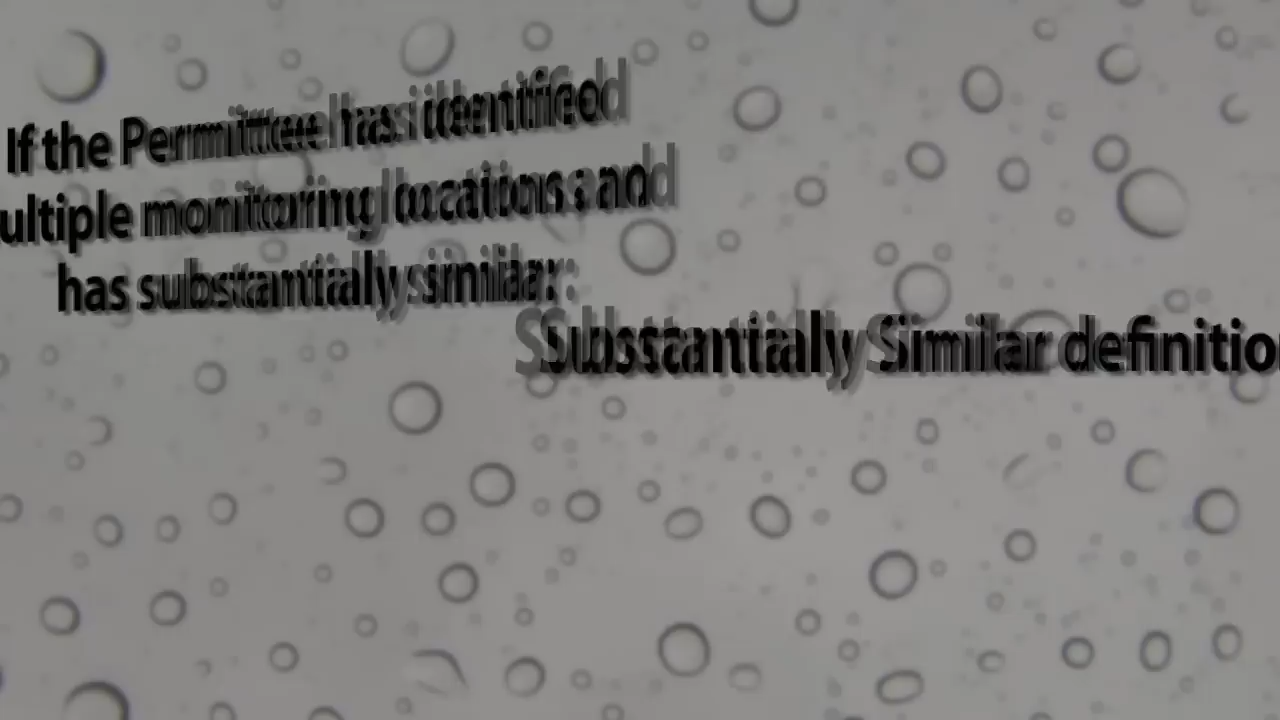 If the Permittee has identified
ultiple monitoring locations and
has substantially similar:
Substantially Similar definitio